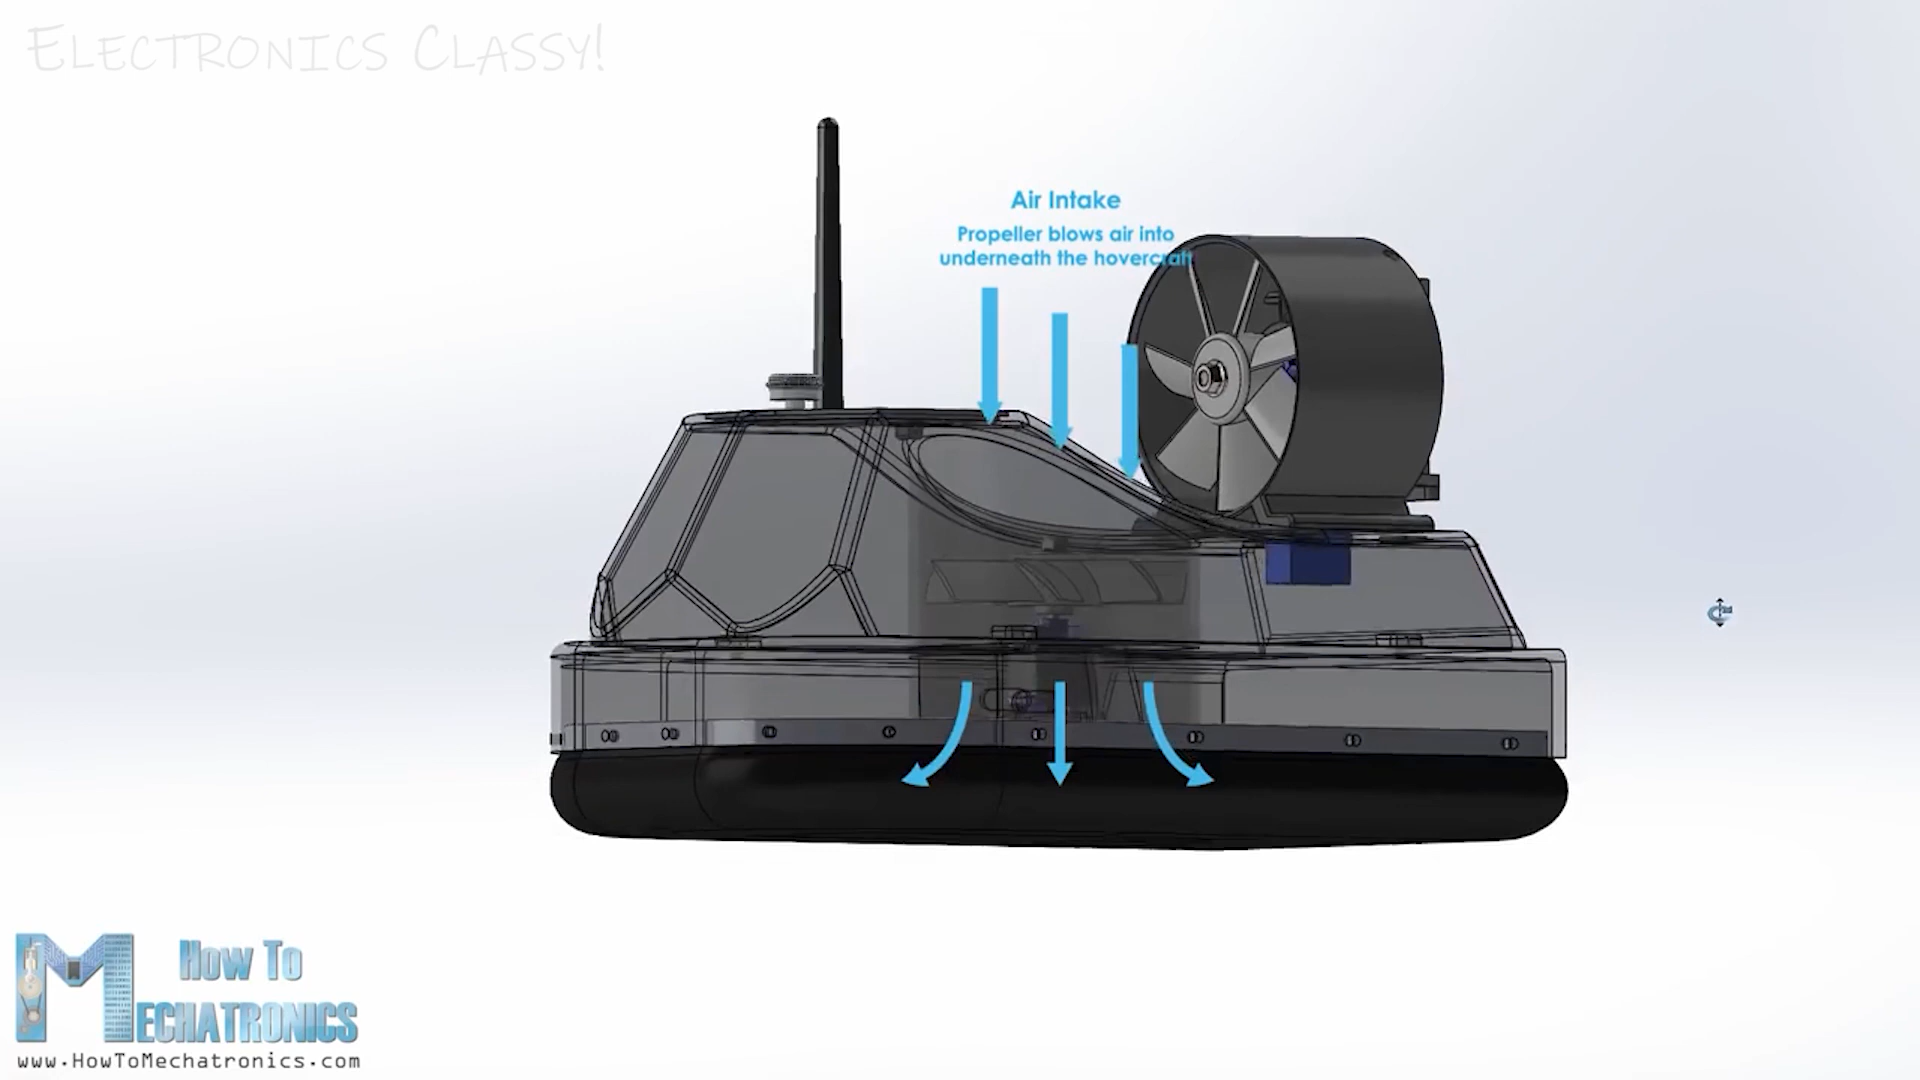 ELECTRONICS CLASSY!
Air Intake
Propeller blows air into
underneath the hovercraft
How To
MECHATRONICS
www.HowToMechatronics.com